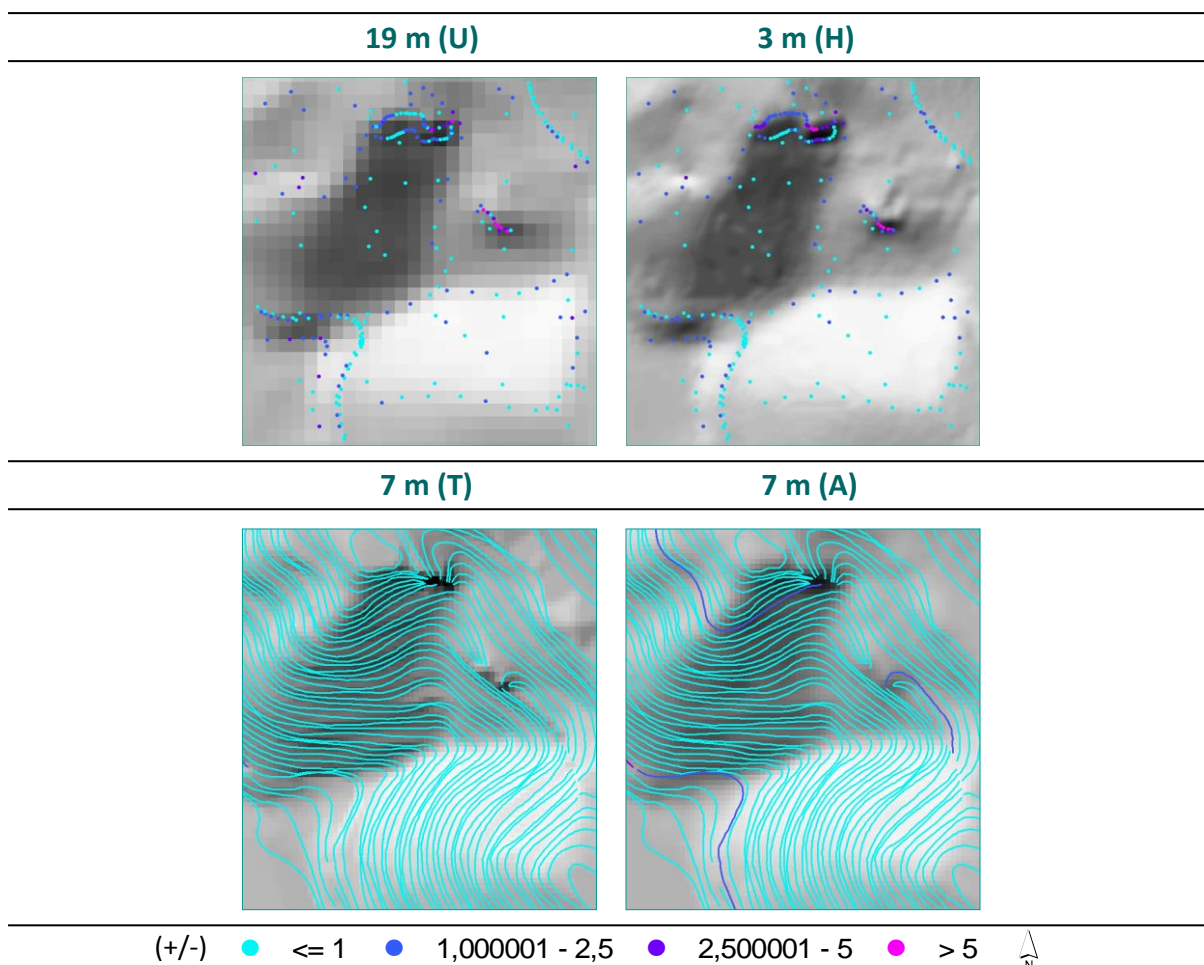 19 m (U) 3 m (H)
7 m (T) 7 m (A)
(+/-) <= 1 1,000001 - 2,5 2,500001 - 5 > 5 N